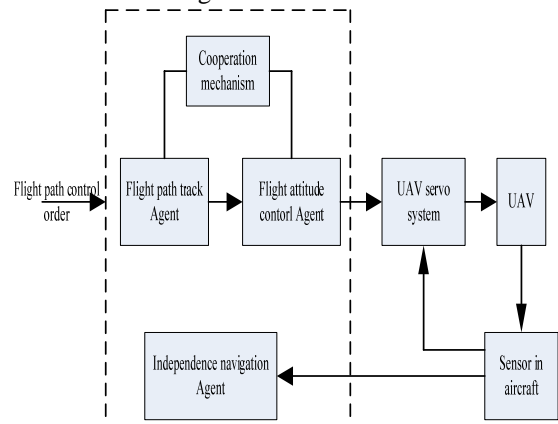 Cooperation
mechanism
Flight path control
order
Flight path track
Agent
Flight attitude
contorl Agent
UAV servo
system
UAV
Independence navigation
Agent
Sensor in
aircraft